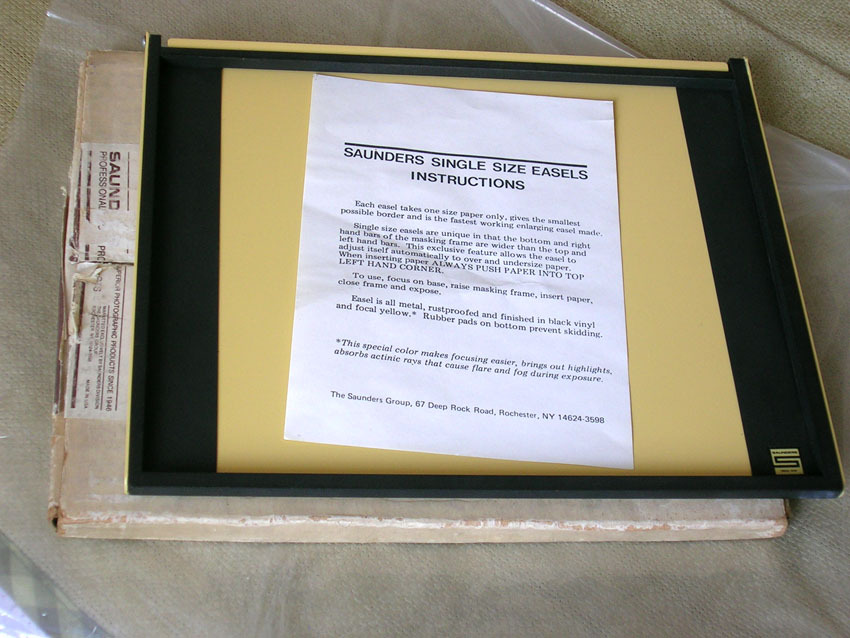 SAUNDERS SINGLE SIZE EASELS
INSTRUCTIONS
Each easel takes one size paper only, gives the smallest
possible border and is the fastest working enlarging easel made.
Single size easels are unique in that the bottom and right
hand bars of the masking frame are wider than the top and
left hand bars. This exclusive feature allows the easel to
adjust itself automatically to over and undersize paper.
When inserting paper ALWAYS PUSH PAPER INTO TOP
LEFT HAND CORNER.
To use, focus on base, raise masking frame, insert paper,
close frame and expose.
Easel is all metal, rustproofed and finished in black vinyl
and focal yellow.* Rubber pads on bottom prevent skidding.
*This special color makes focusing easier, brings out highlights,
absorbs actinic rays that cause flare and fog during exposure.
The Saunders Group, 67 Deep Rock Road, Rochester, NY 14624-3598
SAUND
PROFESSIONAL
SUPERIOR PHOTOGRAPHIC PRODUCTS SINCE 1946
MADE IN USA
SAUNDERS